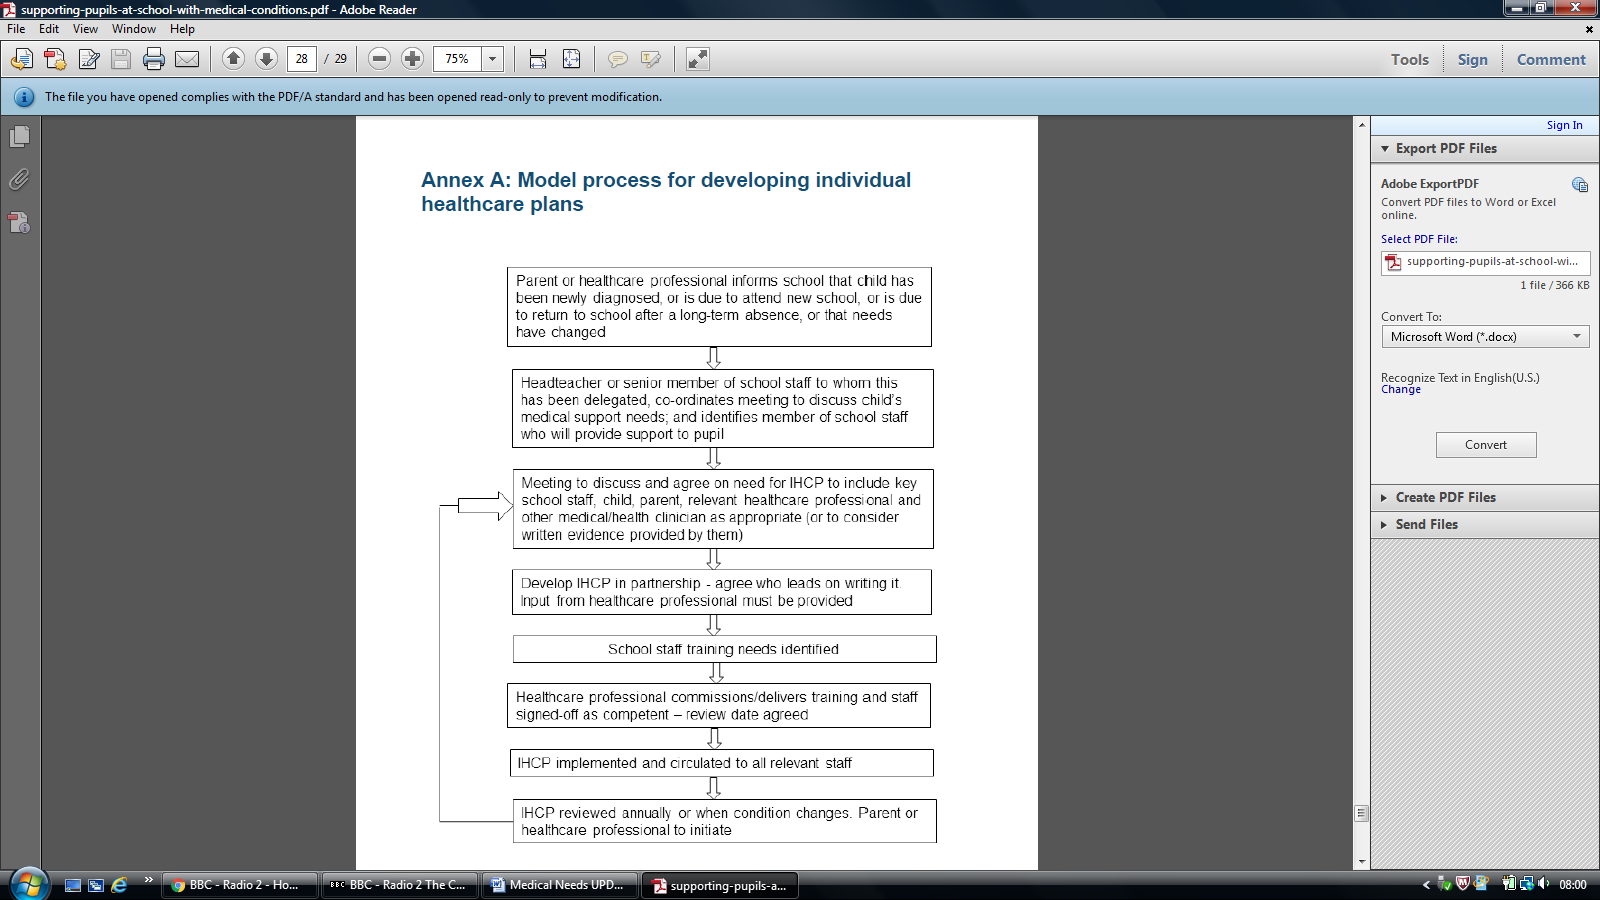 supporting-pupils-at-school-with-medical-conditions.pdf - Adobe Reader
File Edit View Window Help
28 / 29 75% Tools Sign Comment
The file you have opened complies with the PDF/A standard and has been opened read-only to prevent modification.
Annex A: Model process for developing individual
healthcare plans
Parent or healthcare professional informs school that child has
been newly diagnosed, or is due to attend new school, or is due
to return to school after a long-term absence, or that needs
have changed
Headteacher or senior member of school staff to whom this
has been delegated, co-ordinates meeting to discuss child's
medical support needs; and identifies member of school staff
who will provide support to pupil
Meeting to discuss and agree on need for IHCP to include key
school staff, child, parent, relevant healthcare professional and
other medical/health clinician as appropriate (or to consider
written evidence provided by them)
Develop IHCP in partnership - agree who leads on writing it.
Input from healthcare professional must be provided
School staff training needs identified
Healthcare professional commissions/delivers training and staff
signed-off as competent – review date agreed
IHCP implemented and circulated to all relevant staff
IHCP reviewed annually or when condition changes. Parent or
healthcare professional to initiate
Sign In
Export PDF Files
Adobe ExportPDF
Convert PDF files to Word or Excel
online.
Select PDF File:
supporting-pupils-at-school-wi...
1 file / 366 KB
Convert To:
Microsoft Word (*.docx)
Recognize Text in English(U.S.)
Change
Convert
Create PDF Files
Send Files
BBC - Radio 2 - Ho... BBC BBC - Radio 2 The C... Medical Needs UPD... supporting-pupils-a... 08:00